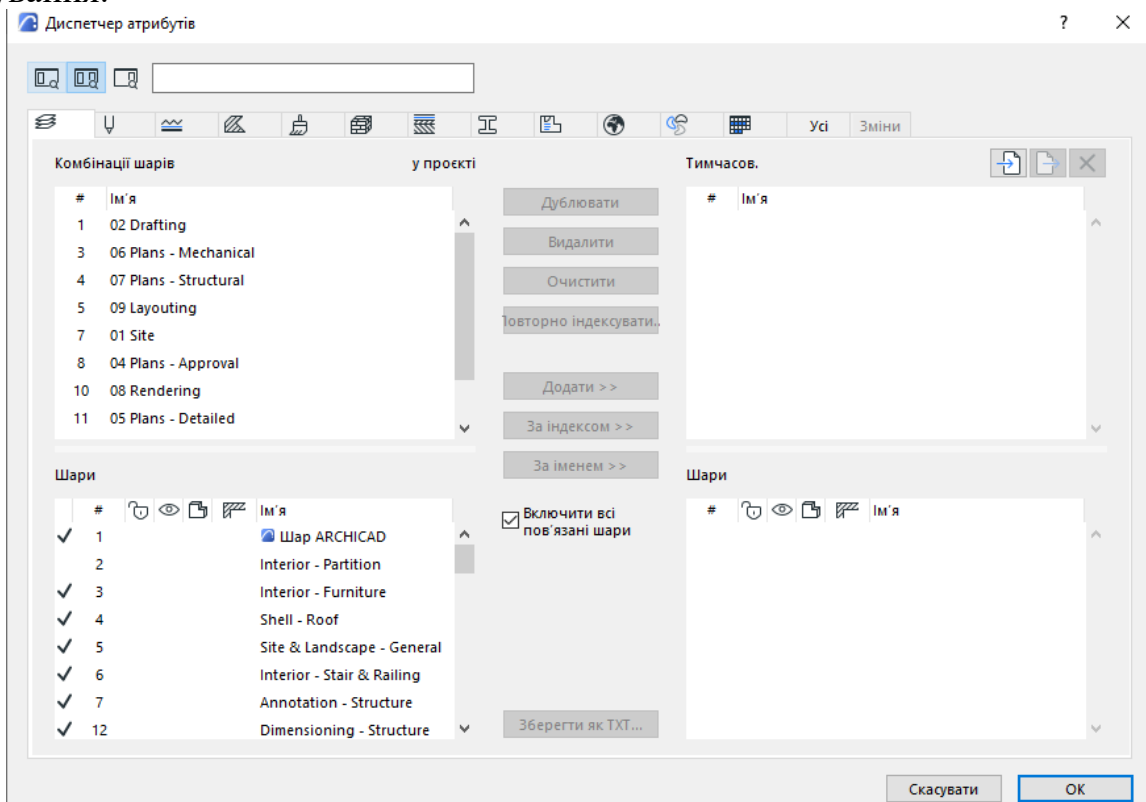 Диспетчер атрибутів ?
Усі Зміни
Комбінації шарів у проєкті
# Ім'я
1 02 Drafting
3 06 Plans - Mechanical
4 07 Plans - Structural
5 09 Layouting
7 01 Site
8 04 Plans - Approval
10 08 Rendering
11 05 Plans - Detailed
Шари
# Ім'я
1 Шар ARCHICAD
2 Interior - Partition
3 Interior - Furniture
4 Shell - Roof
5 Site & Landscape - General
6 Interior - Stair & Railing
7 Annotation - Structure
12 Dimensioning - Structure
Дублювати
Видалити
Очистити
Повторно індексувати..
Додати >>
За індексом >>
За іменем >>
Включити всі
пов'язані шари
Зберегти як TXT...
Тимчасов.
# Ім'я
Шари
# Ім'я
Скасувати OK